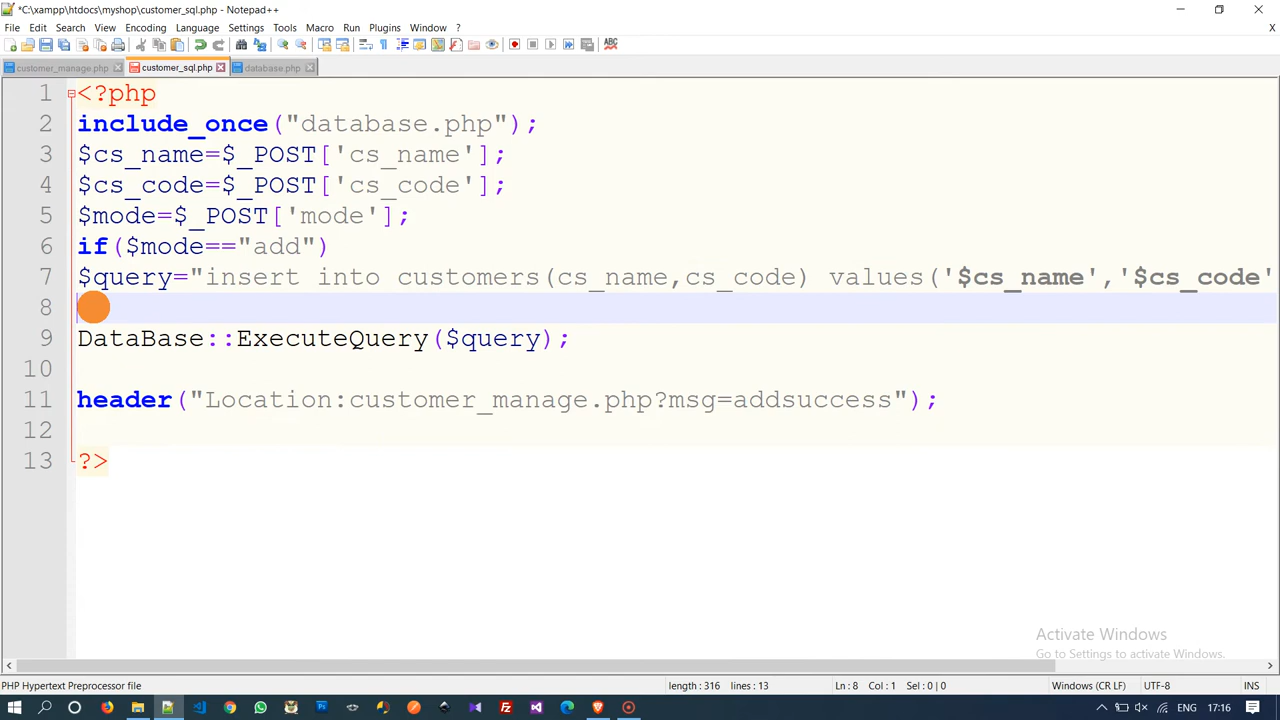 *C:\xampp\htdocs\myshop\customer_sql.php - Notepad++
File Edit Search View Encoding Language Settings Tools Macro Run Plugins Window ?
X
customer_manage.php customer_sql.php database.php
1 <?php
2 include_once("database.php");
3 $cs_name=$_POST['cs_name'];
4 $cs_code=$_POST['cs_code'];
5 $mode=$_POST['mode'];
6 if($mode=="add")
7 $query="insert into customers(cs_name,cs_code) values('$cs_name','$cs_code'
8
9 DataBase::ExecuteQuery($query);
10
11 header("Location:customer_manage.php?msg=addsuccess");
12
13 ?>
Activate Windows
Go to Settings to activate Windows.
PHP Hypertext Preprocessor file length : 316 lines : 13 Ln : 8 Col : 1 Sel : 0 | 0 Windows (CR LF) UTF-8 INS
ENG 17:16